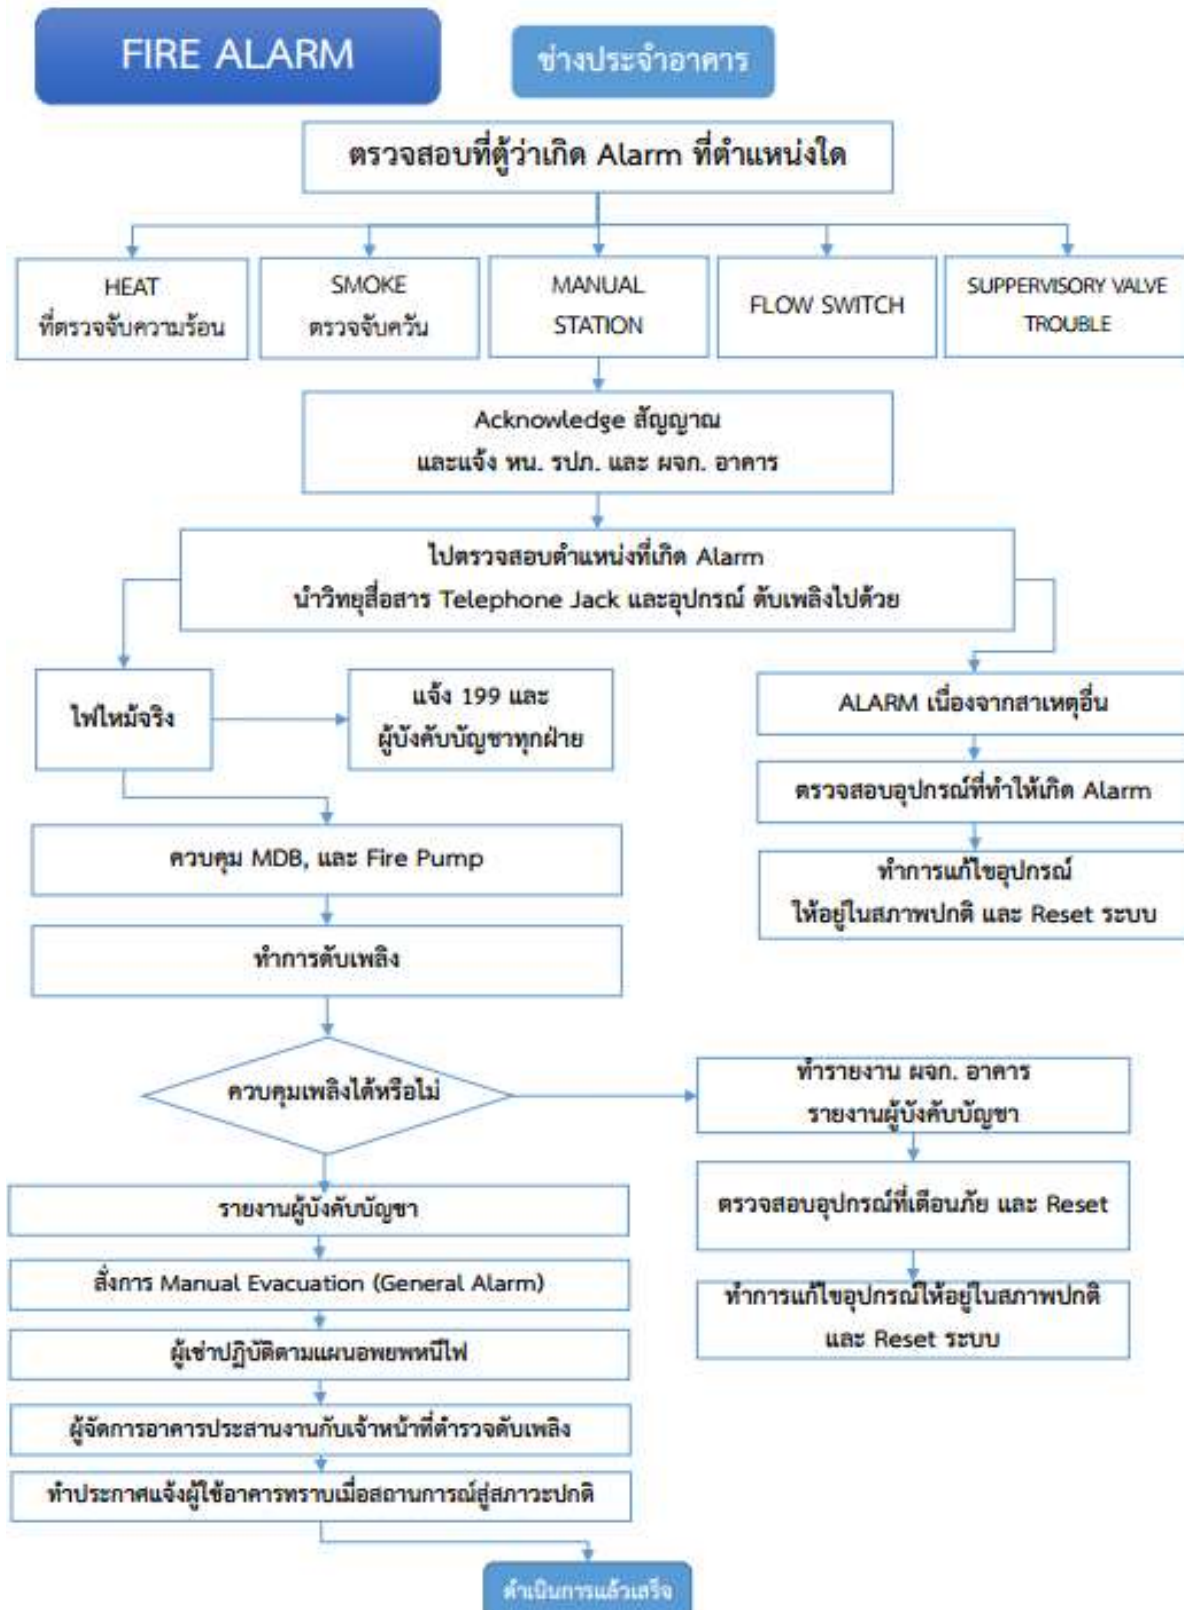 FIRE ALARM
ช่างประจำอาคาร
ตรวจสอบที่ตู้ว่าเกิด Alarm ที่ตำแหน่งใด
HEAT
ที่ตรวจจับความร้อน
SMOKE
ตรวจจับควัน
MANUAL
STATION
FLOW SWITCH
SUPPERVISORY VALVE
TROUBLE
Acknowledge สัญญาณ
และแจ้ง หน. รปภ. และ ผจก. อาคาร
ไปตรวจสอบตำแหน่งที่เกิด Alarm
นำวิทยุสื่อสาร Telephone Jack และอุปกรณ์ ดับเพลิงไปด้วย
ไฟไหม้จริง
แจ้ง 199 และ
ผู้บังคับบัญชาทุกฝ่าย
ALARM เนื่องจากสาเหตุอื่น
ตรวจสอบอุปกรณ์ที่ทำให้เกิด Alarm
ทำการแก้ไขอุปกรณ์
ให้อยู่ในสภาพปกติ และ Reset ระบบ
ควบคุม MDB, และ Fire Pump
ทำการดับเพลิง
ควบคุมเพลิงได้หรือไม่
ทำรายงาน ผจก. อาคาร
รายงานผู้บังคับบัญชา
ตรวจสอบอุปกรณ์ที่เตือนภัย และ Reset
ทำการแก้ไขอุปกรณ์ให้อยู่ในสภาพปกติ
และ Reset ระบบ
รายงานผู้บังคับบัญชา
สั่งการ Manual Evacuation (General Alarm)
ผู้เช่าปฏิบัติตามแผนอพยพหนีไฟ
ผู้จัดการอาคารประสานงานกับเจ้าหน้าที่ตำรวจดับเพลิง
ทำประกาศแจ้งผู้ใช้อาคารทราบเมื่อสถานการณ์สู่สภาวะปกติ
ดำเนินการแล้วเสร็จ